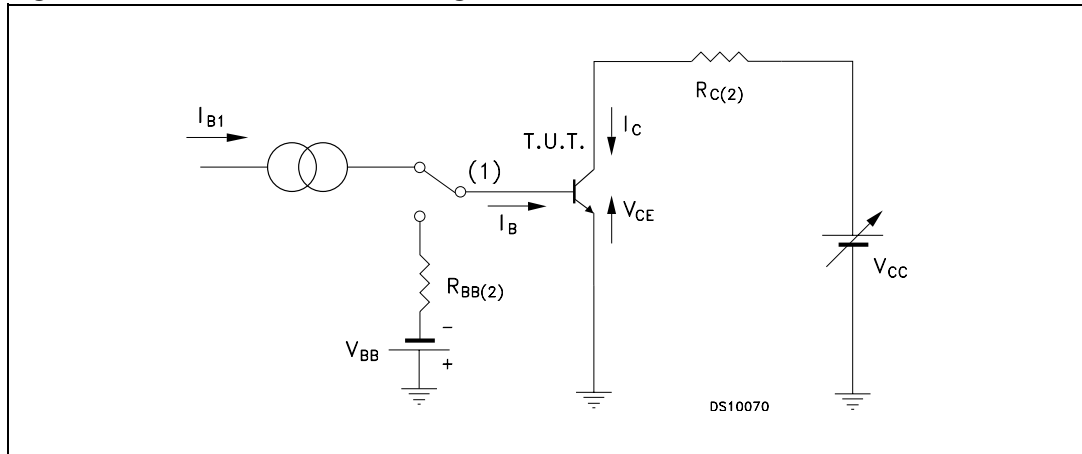 R_C(2)
I_B1
I_C
T.U.T.
(1)
I_B
V_CE
V_CC
R_BB(2)
V_BB
-
+
DS10070